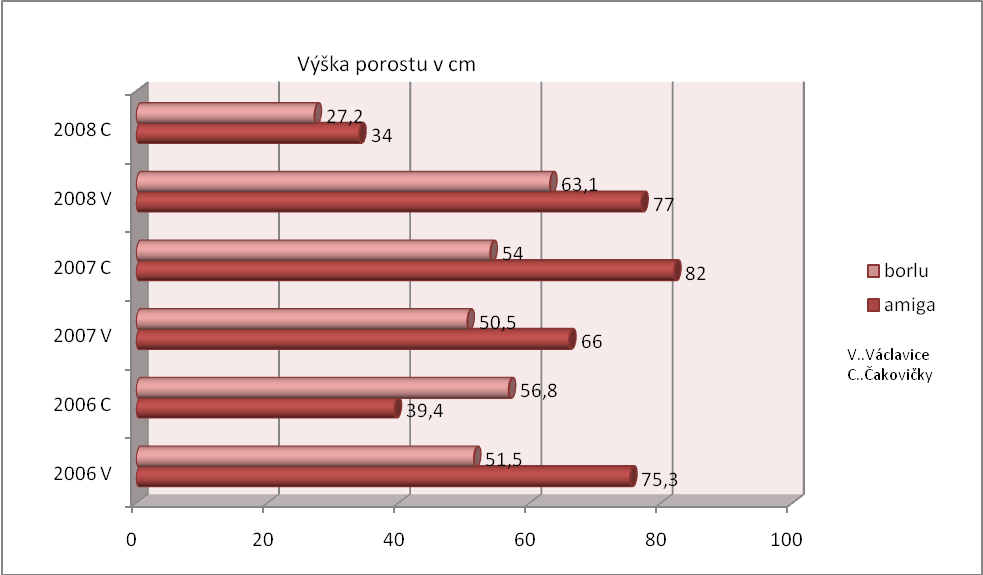 Výška porostu v cm
2008 C
27,2
34
2008 V
63,1
77
2007 C
54
82
2007 V
50,5
66
2006 C
56,8
39,4
2006 V
51,5
75,3
0 20 40 60 80 100
borlu
amiga
V..Václavice
C..Čakovičky